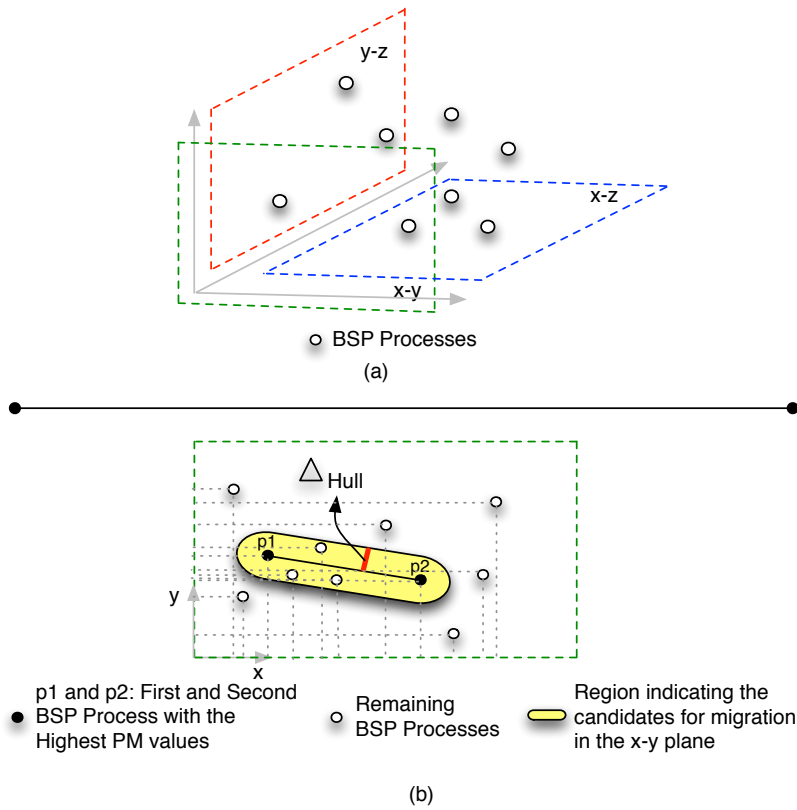 y-z
x-z
x-y
BSP Processes
(a)
Hull
p1
p2
y
x
p1 and p2: First and Second
BSP Process with the
Highest PM values
Remaining
BSP Processes
Region indicating the
candidates for migration
in the x-y plane
(b)